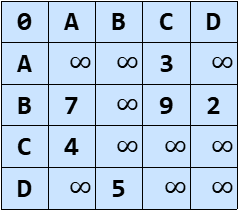 0 A B C D
A ∞ ∞ 3 ∞
B 7 ∞ 9 2
C 4 ∞ ∞ ∞
D ∞ 5 ∞ ∞